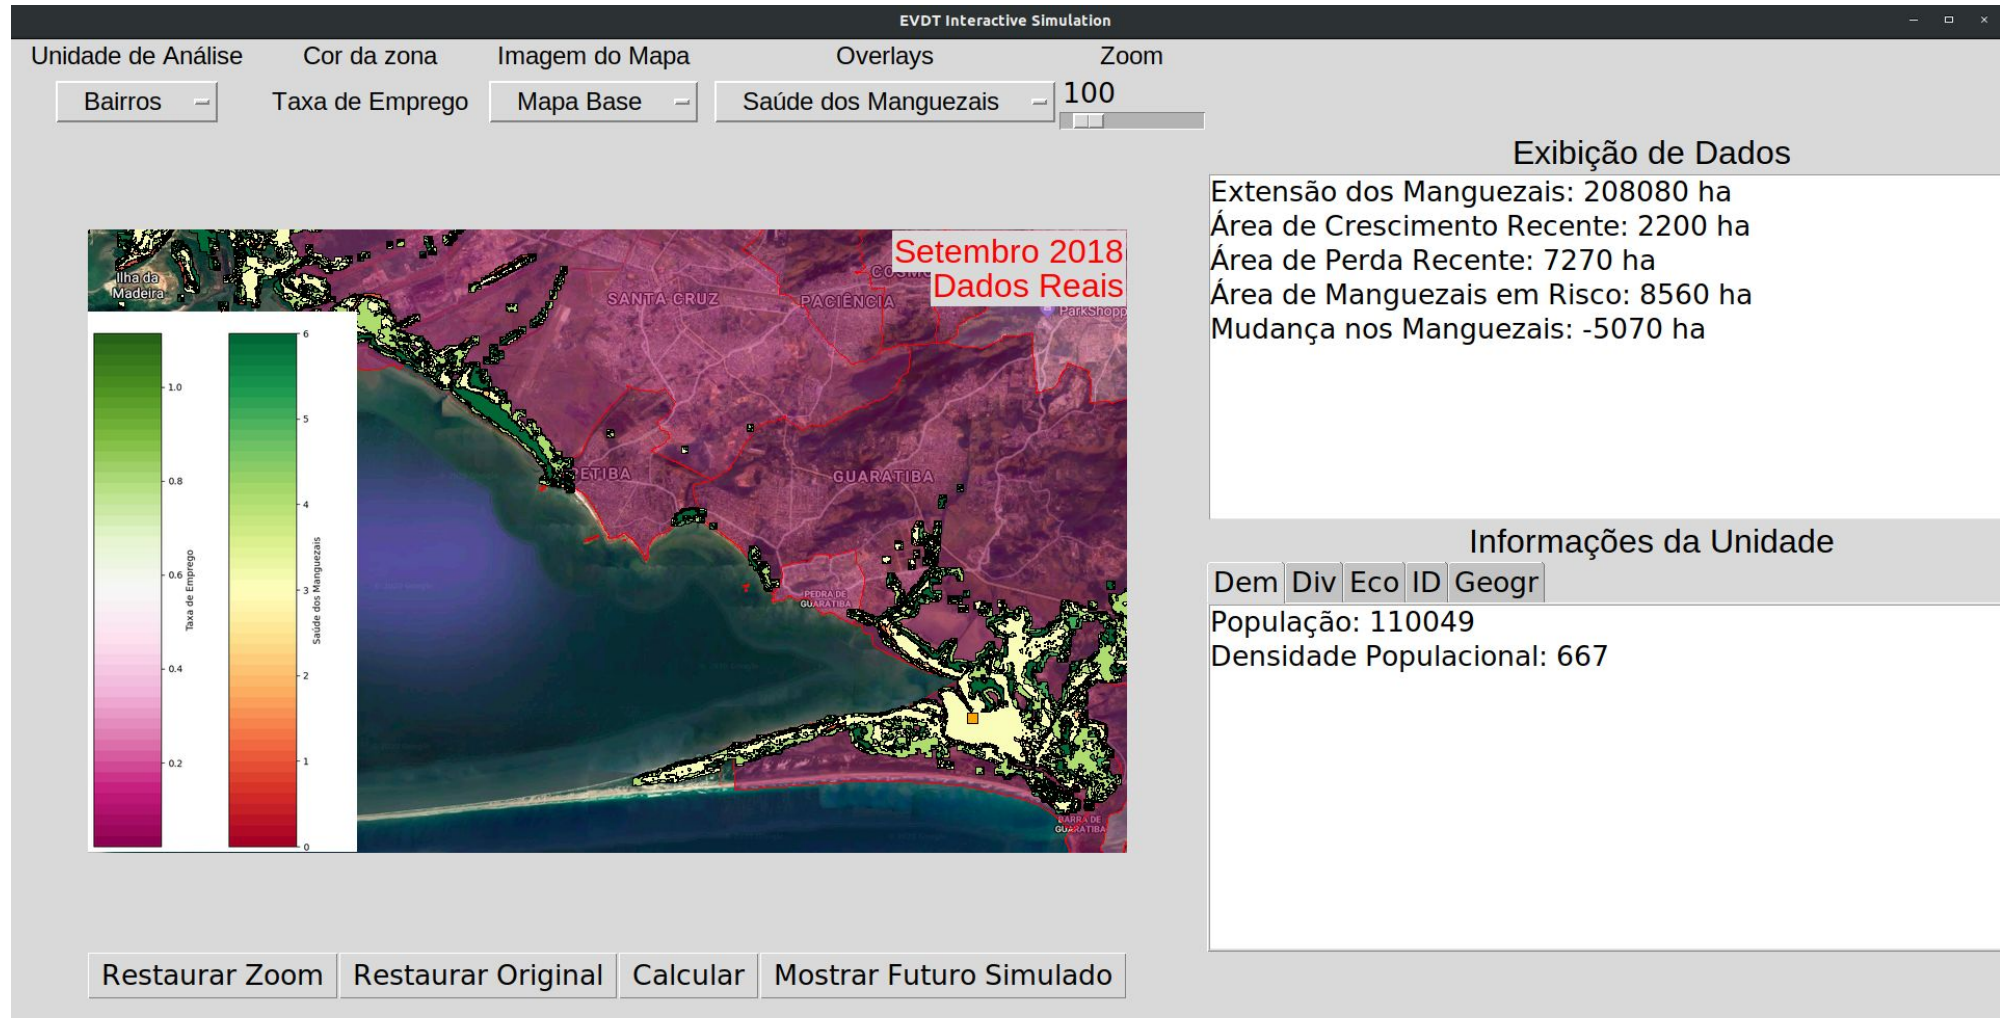 EVDT Interactive Simulation
Unidade de Análise Cor da zona Imagem do Mapa Overlays Zoom
Bairros Taxa de Emprego Mapa Base Saúde dos Manguezais 100
Exibição de Dados
Extensão dos Manguezais: 208080 ha
Área de Crescimento Recente: 2200 ha
Área de Perda Recente: 7270 ha
Área de Manguezais em Risco: 8560 ha
Mudança nos Manguezais: -5070 ha
Setembro 2018
Dados Reais
Ilha da
Madeira
SANTA CRUZ
PACIÊNCIA
COSM
ParkShopp
ETIBA
GUARATIBA
PEDRA DE
GUARATIBA
BARRA DE
GUARATIBA
1.0
0.8
0.6
0.4
0.2
Taxa de Emprego
6
5
4
3
2
1
0
Saúde dos Manguezais
Informações da Unidade
Dem Div Eco ID Geogr
População: 110049
Densidade Populacional: 667
Restaurar Zoom Restaurar Original Calcular Mostrar Futuro Simulado